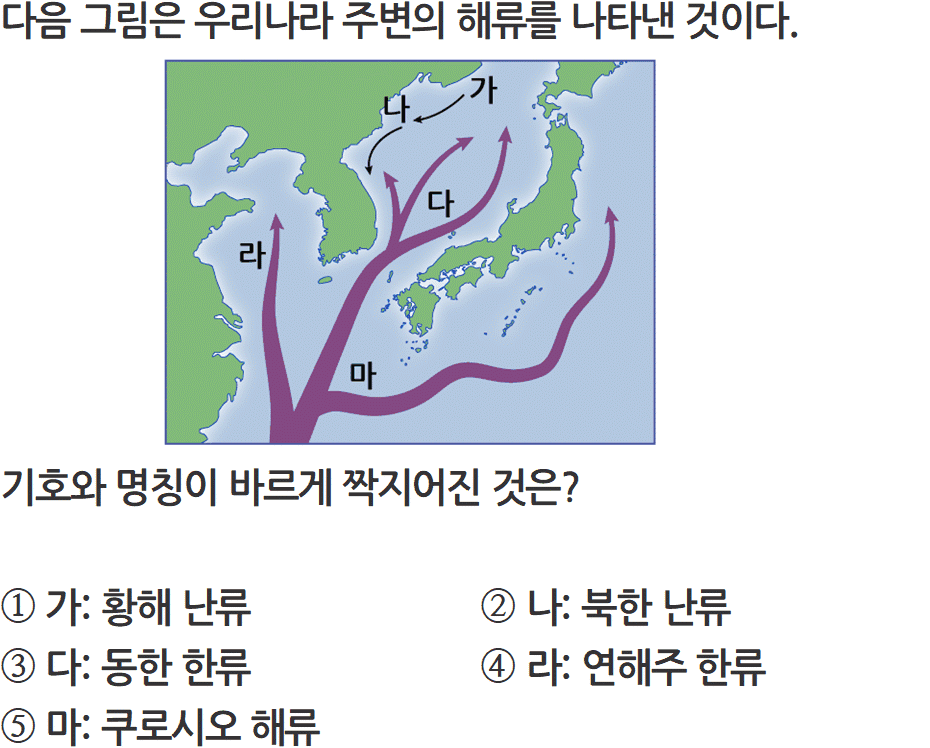 다음 그림은 우리나라 주변의 해류를 나타낸 것이다.
가
나
다
라
마
기호와 명칭이 바르게 짝지어진 것은?
① 가: 황해 난류 ② 나: 북한 난류
③ 다: 동한 한류 ④ 라: 연해주 한류
⑤ 마: 쿠로시오 해류